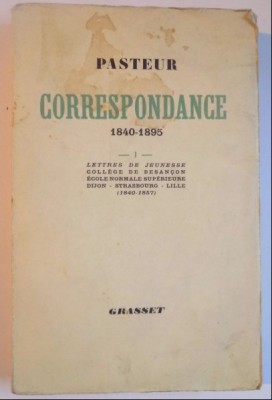 PASTEUR
CORRESPONDANCE
1840-1895
I
LETTRES DE JEUNESSE
COLLÈGE DE BESANÇON
ÉCOLE NORMALE SUPÉRIEURE
DIJON - STRASBOURG - LILLE
(1840-1857)
GRASSET